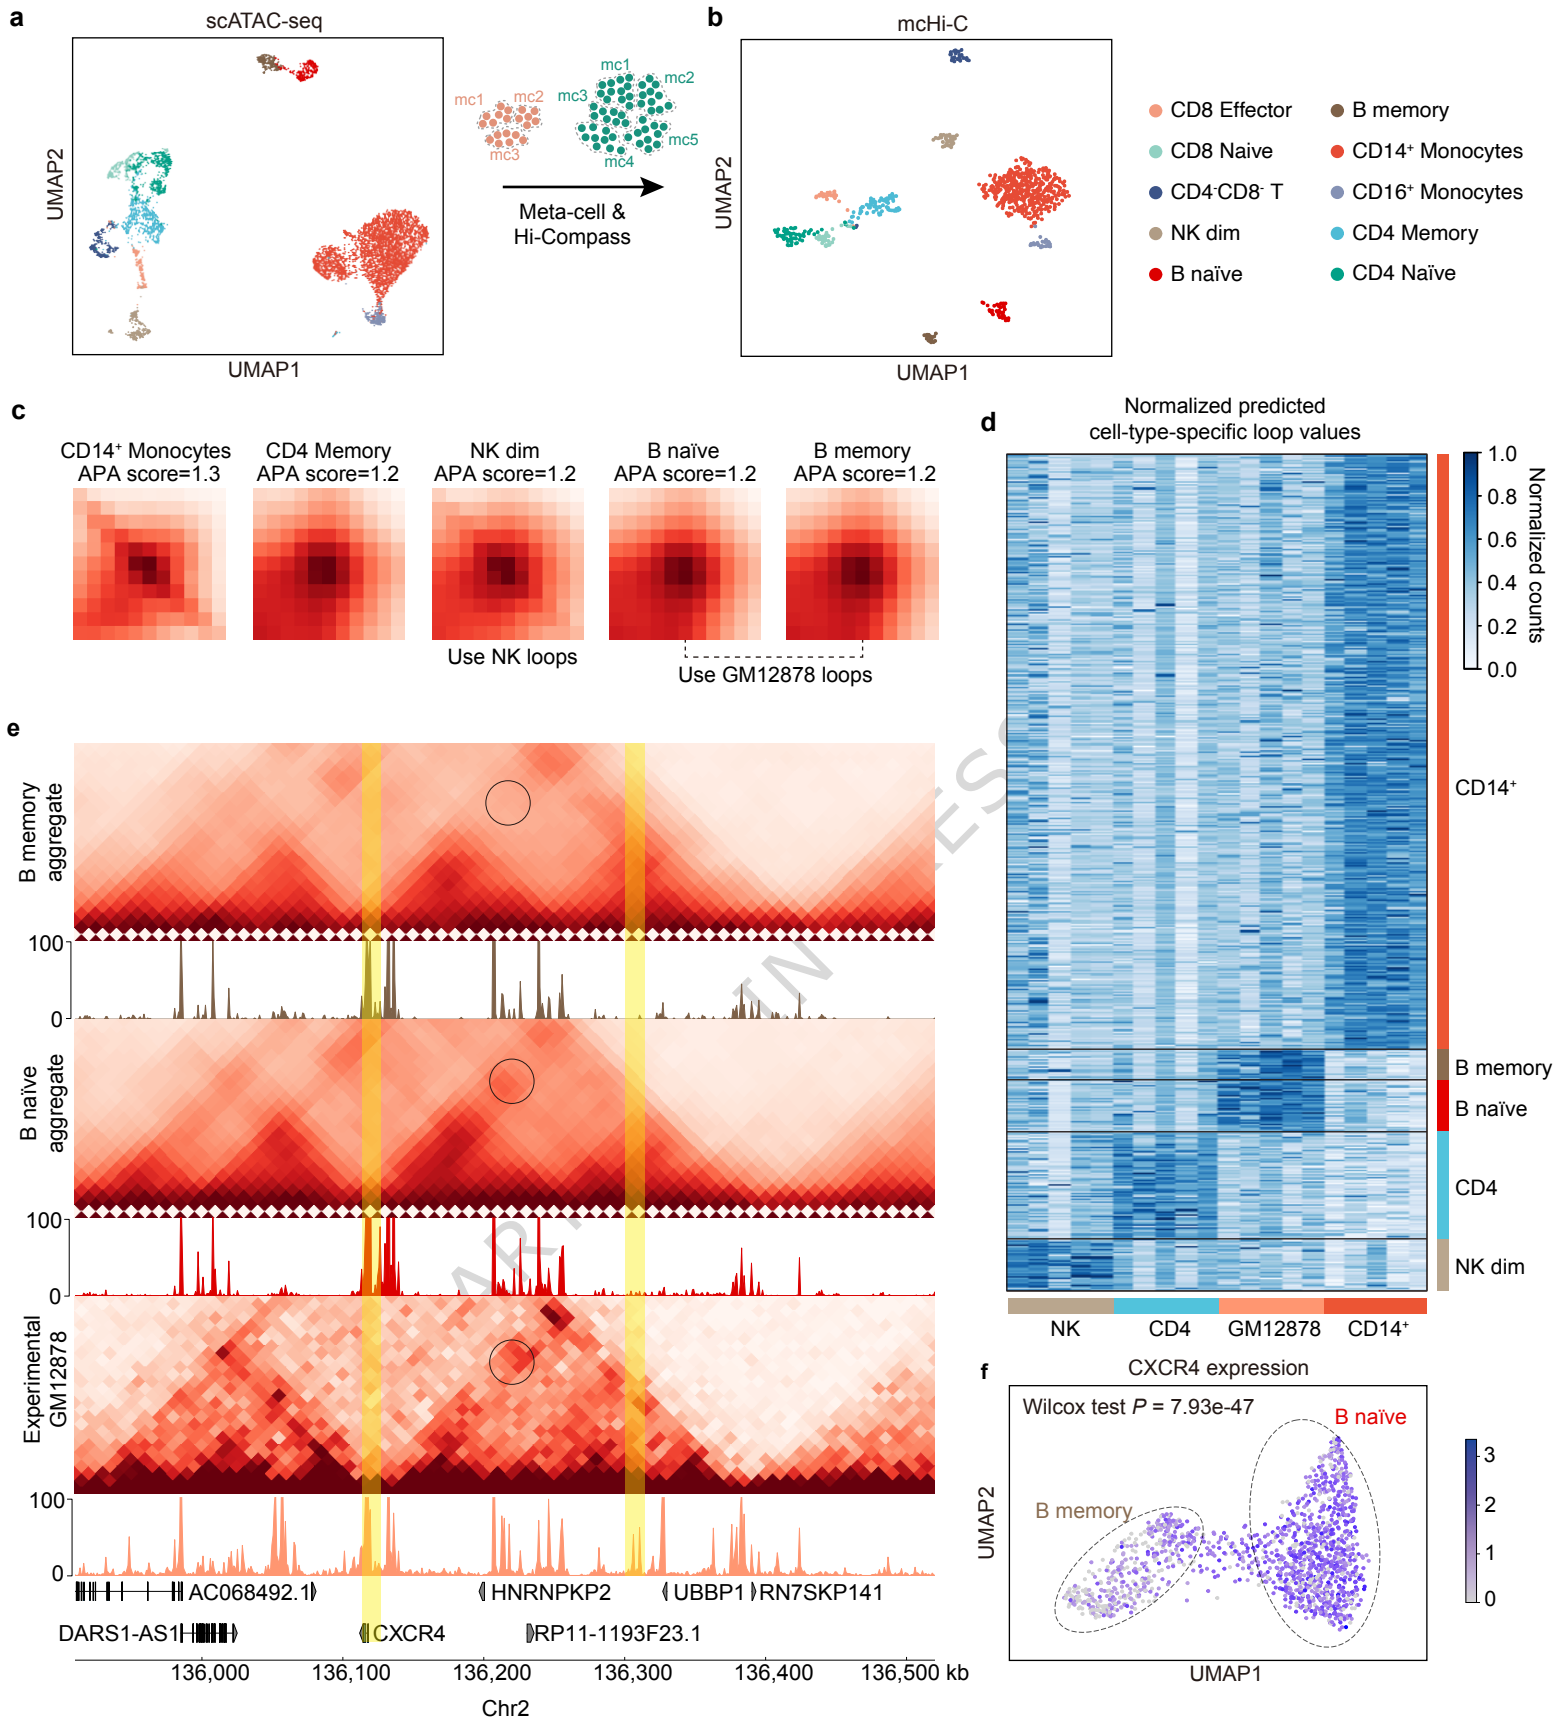 a
scATAC-seq
UMAP2
UMAP1
mc1
mc2
mc3
mc1
mc2
mc3
mc4
mc5
Meta-cell &
Hi-Compass
b
mcHi-C
UMAP2
UMAP1
CD8 Effector
CD8 Naive
CD4-CD8- T
NK dim
B naïve
B memory
CD14+ Monocytes
CD16+ Monocytes
CD4 Memory
CD4 Naïve
c
CD14+ Monocytes
APA score=1.3
CD4 Memory
APA score=1.2
NK dim
APA score=1.2
B naïve
APA score=1.2
B memory
APA score=1.2
Use NK loops
Use GM12878 loops
d
Normalized predicted
cell-type-specific loop values
1.0
0.8
0.6
0.4
0.2
0.0
Normalized counts
CD14+
B memory
B naïve
CD4
NK dim
NK
CD4
GM12878
CD14+
e
B memory
aggregate
100
0
B naïve
aggregate
100
0
Experimental
GM12878
100
0
AC068492.1
HNRNPKP2
UBBP1
RN7SKP141
DARS1-AS1
CXCR4
RP11-1193F23.1
136,000
136,100
136,200
136,300
136,400
136,500 kb
Chr2
f
CXCR4 expression
Wilcox test P = 7.93e-47
B naïve
B memory
UMAP2
UMAP1
3
2
1
0